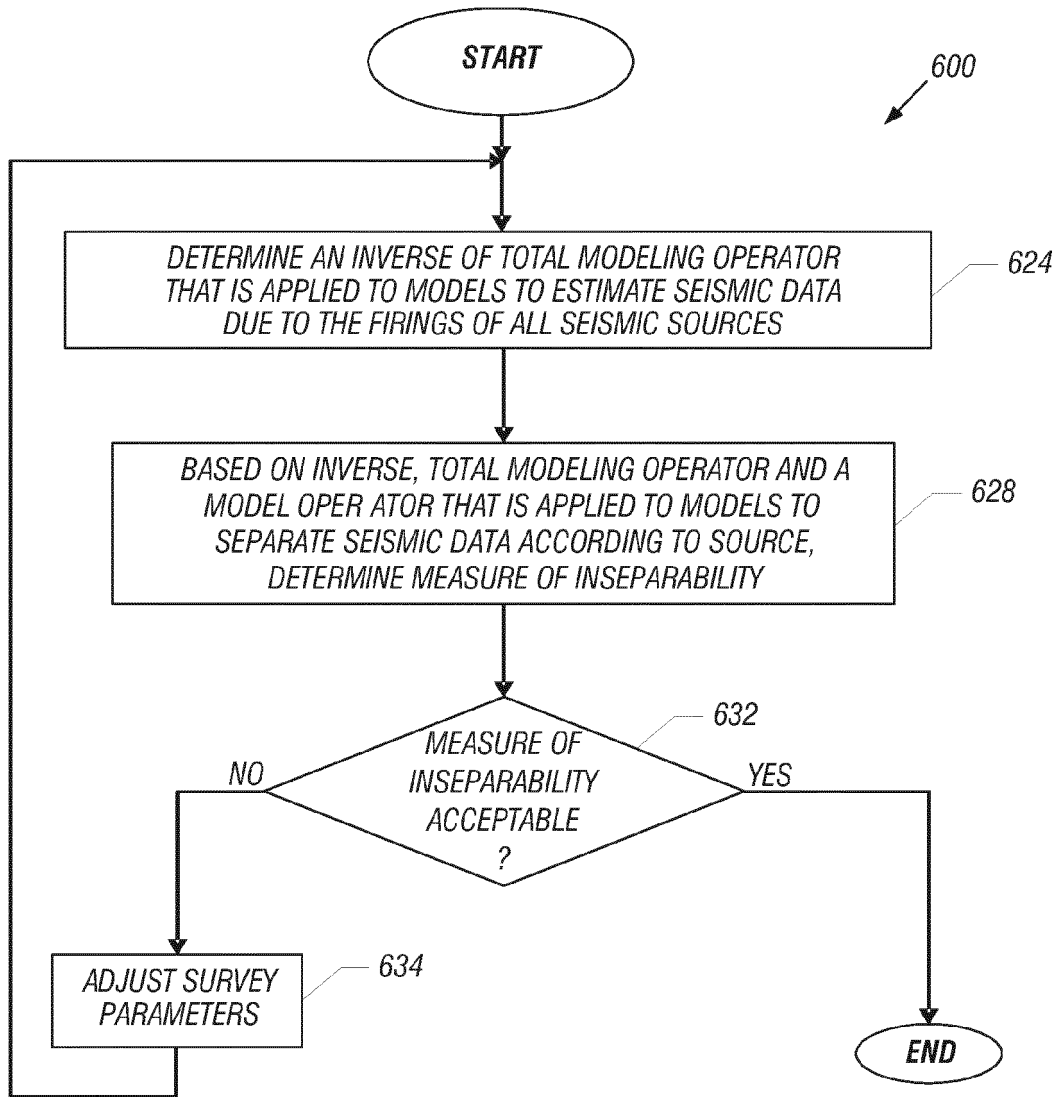 START
600
DETERMINE AN INVERSE OF TOTAL MODELING OPERATOR
THAT IS APPLIED TO MODELS TO ESTIMATE SEISMIC DATA
DUE TO THE FIRINGS OF ALL SEISMIC SOURCES
624
BASED ON INVERSE, TOTAL MODELING OPERATOR AND A
MODEL OPER ATOR THAT IS APPLIED TO MODELS TO
SEPARATE SEISMIC DATA ACCORDING TO SOURCE,
DETERMINE MEASURE OF INSEPARABILITY
628
MEASURE OF
INSEPARABILITY
ACCEPTABLE
?
632
NO
YES
ADJUST SURVEY
PARAMETERS
634
END